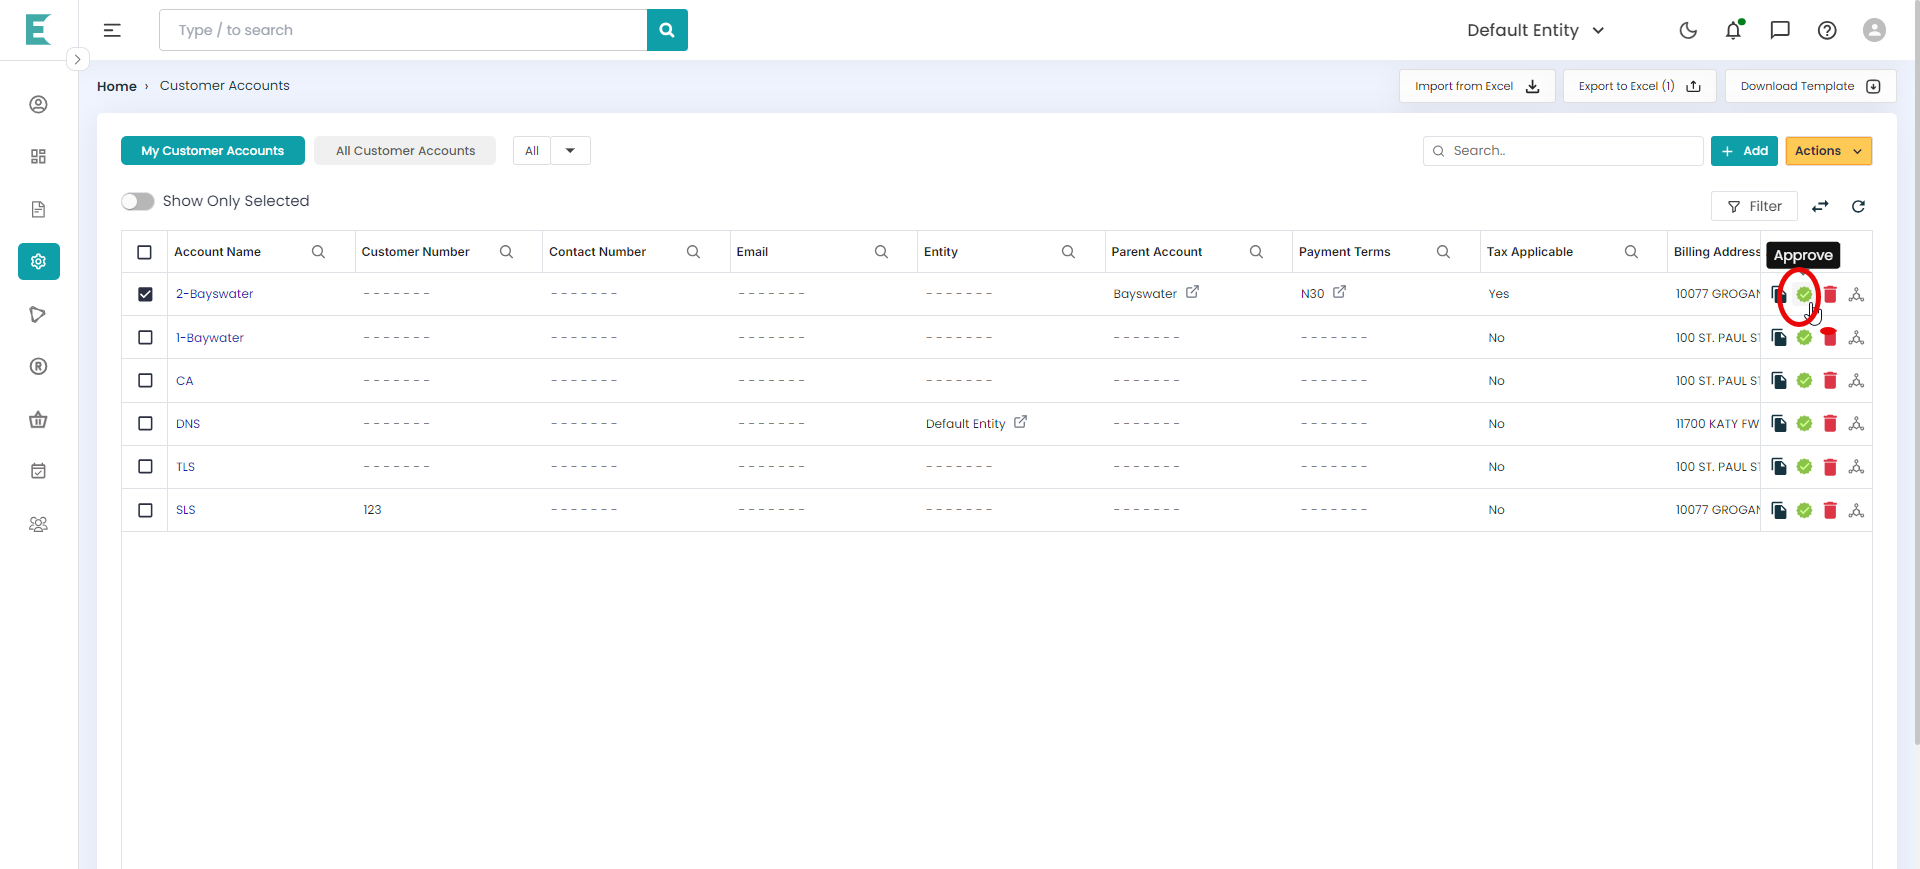 E
Type / to search
Default Entity
Home › Customer Accounts
Import from Excel
Export to Excel (1)
Download Template
My Customer Accounts
All Customer Accounts
All
Search..
+ Add
Actions
Show Only Selected
Filter
Account Name Customer Number Contact Number Email Entity Parent Account Payment Terms Tax Applicable Billing Address
Approve
2-Bayswater ------- ------- ------- ------- Bayswater N30 Yes 10077 GROGAN
1-Baywater ------- ------- ------- ------- ------- ------- No 100 ST. PAUL ST
CA ------- ------- ------- ------- ------- ------- No 100 ST. PAUL ST
DNS ------- ------- ------- Default Entity ------- ------- No 11700 KATY FW
TLS ------- ------- ------- ------- ------- ------- No 100 ST. PAUL ST
SLS 123 ------- ------- ------- ------- ------- No 10077 GROGAN